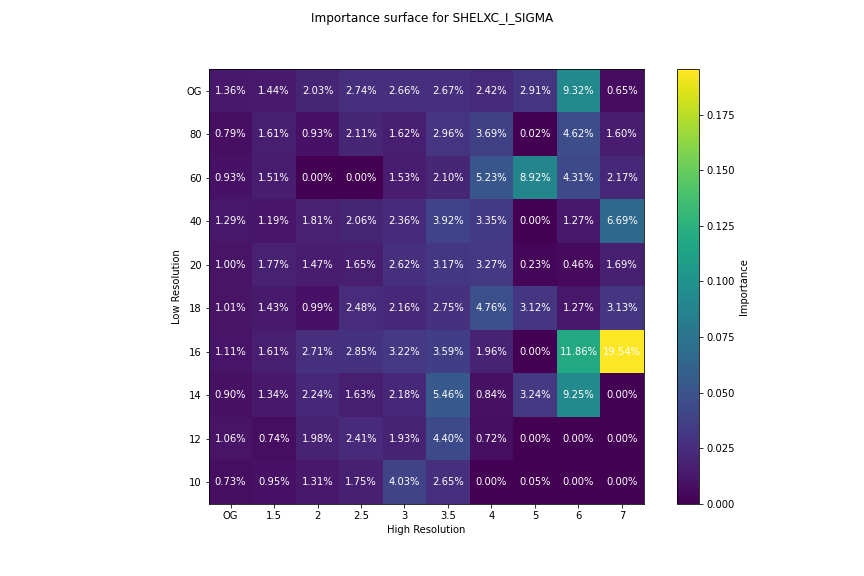 Importance surface for SHELXC_I_SIGMA
OG 1.36% 1.44% 2.03% 2.74% 2.66% 2.67% 2.42% 2.91% 9.32% 0.65%
80 0.79% 1.61% 0.93% 2.11% 1.62% 2.96% 3.69% 0.02% 4.62% 1.60%
60 0.93% 1.51% 0.00% 0.00% 1.53% 2.10% 5.23% 8.92% 4.31% 2.17%
40 1.29% 1.19% 1.81% 2.06% 2.36% 3.92% 3.35% 0.00% 1.27% 6.69%
20 1.00% 1.77% 1.47% 1.65% 2.62% 3.17% 3.27% 0.23% 0.46% 1.69%
18 1.01% 1.43% 0.99% 2.48% 2.16% 2.75% 4.76% 3.12% 1.27% 3.13%
16 1.11% 1.61% 2.71% 2.85% 3.22% 3.59% 1.96% 0.00% 11.86% 19.54%
14 0.90% 1.34% 2.24% 1.63% 2.18% 5.46% 0.84% 3.24% 9.25% 0.00%
12 1.06% 0.74% 1.98% 2.41% 1.93% 4.40% 0.72% 0.00% 0.00% 0.00%
10 0.73% 0.95% 1.31% 1.75% 4.03% 2.65% 0.00% 0.05% 0.00% 0.00%
OG 1.5 2 2.5 3 3.5 4 5 6 7
High Resolution
Low Resolution
0.175
0.150
0.125
0.100
0.075
0.050
0.025
0.000
Importance